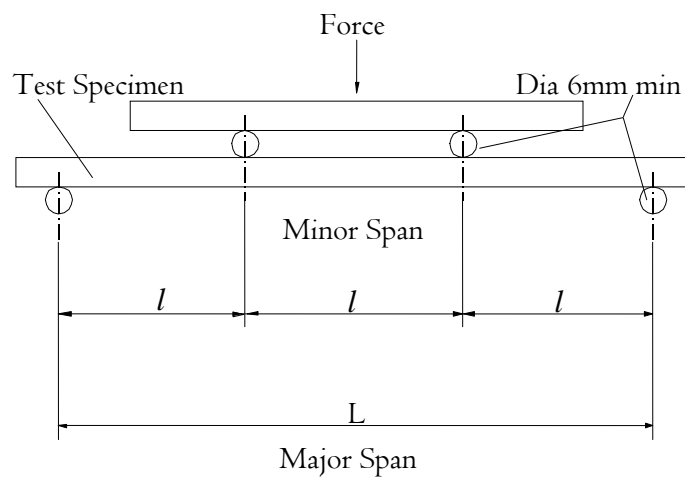 Force
Test Specimen
Dia 6mm min
Minor Span
l
l
l
L
Major Span